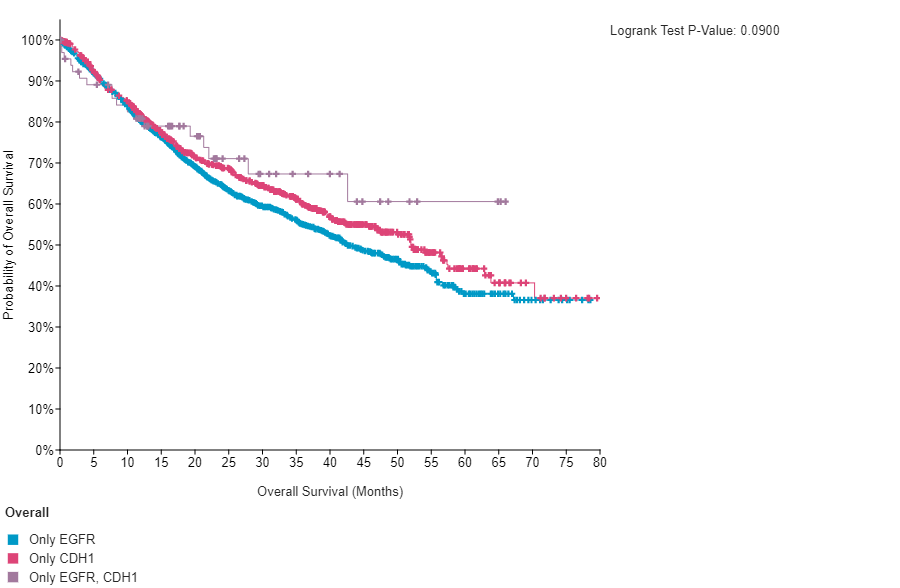 Logrank Test P-Value: 0.0900
Probability of Overall Survival
100%
90%
80%
70%
60%
50%
40%
30%
20%
10%
0%
0 5 10 15 20 25 30 35 40 45 50 55 60 65 70 75 80
Overall Survival (Months)
Overall
Only EGFR
Only CDH1
Only EGFR, CDH1